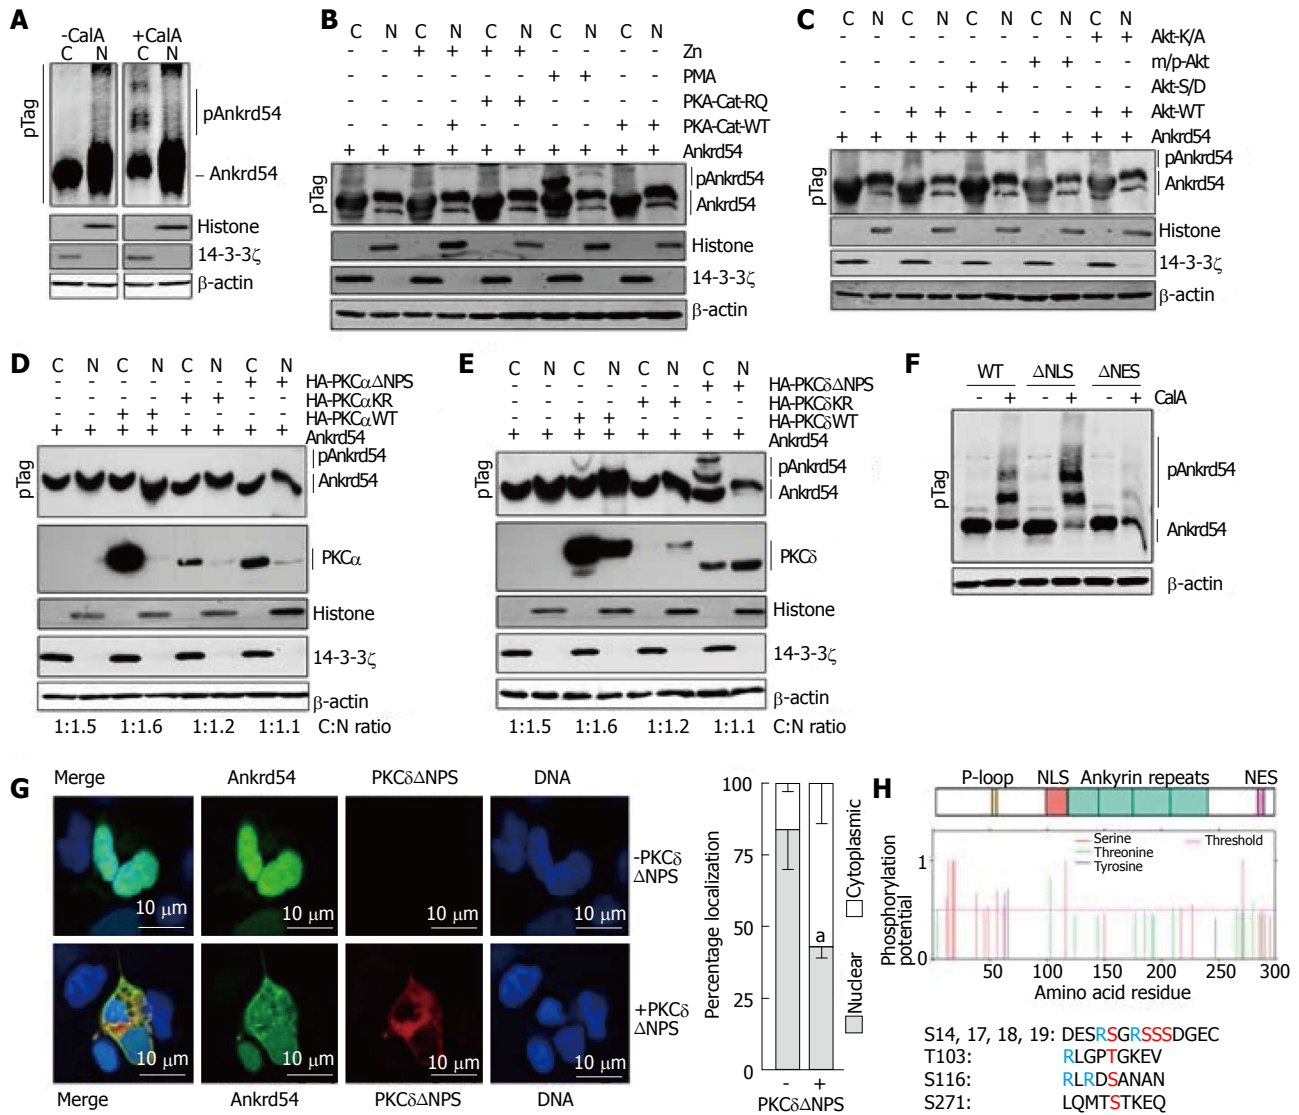 A
-CalA +CalA
C N C N
pTag
pAnkrd54
– Ankrd54
Histone
14-3-3ζ
β-actin
B
C N C N C N C N C N
- - + + + + - - - - Zn
- - - - - - + + - - PMA
- - - - + + - - - - PKA-Cat-RQ
- - - + - - - - + + PKA-Cat-WT
+ + + + + + + + + + Ankrd54
pTag
pAnkrd54
Ankrd54
Histone
14-3-3ζ
β-actin
C
C N C N C N C N C N
- - - - - - - - + + Akt-K/A
- - - - - - + + - - m/p-Akt
- - - - + + - - - - Akt-S/D
- - + + - - - - + + Akt-WT
+ + + + + + + + + + Ankrd54
pTag
pAnkrd54
Ankrd54
Histone
14-3-3ζ
β-actin
D
C N C N C N C N
- - - - - - + + HA-PKCαΔNPS
- - - - + + - - HA-PKCαKR
- - + + - - - - HA-PKCαWT
+ + + + + + + + Ankrd54
pTag
pAnkrd54
Ankrd54
PKCα
Histone
14-3-3ζ
β-actin
1:1.5 1:1.6 1:1.2 1:1.1 C:N ratio
E
C N C N C N C N
- - - - - - + + HA-PKCδΔNPS
- - - - + + - - HA-PKCδKR
- - + + - - - - HA-PKCδWT
+ + + + + + + + Ankrd54
pTag
pAnkrd54
Ankrd54
PKCδ
Histone
14-3-3ζ
β-actin
1:1.5 1:1.6 1:1.2 1:1.1 C:N ratio
F
WT ΔNLS ΔNES
- + - + - + CalA
pTag
pAnkrd54
Ankrd54
β-actin
G
Merge Ankrd54 PKCδΔNPS DNA
-PKCδ
ΔNPS
10 μm 10 μm 10 μm 10 μm
+PKCδ
ΔNPS
10 μm 10 μm 10 μm 10 μm
Merge Ankrd54 PKCδΔNPS DNA
Percentage localization
100
75
50
25
0
a
- +
PKCδΔNPS
Nuclear
Cytoplasmic
H
P-loop NLS Ankyrin repeats NES
Phosphorylation
potential
1
0
Serine
Threonine
Tyrosine
Threshold
50 100 150 200 250 300
Amino acid residue
S14, 17, 18, 19: DESRSGRSSSDGEC
T103: RLGPTGKEV
S116: RLRDSANAN
S271: LQMTSTKEQ